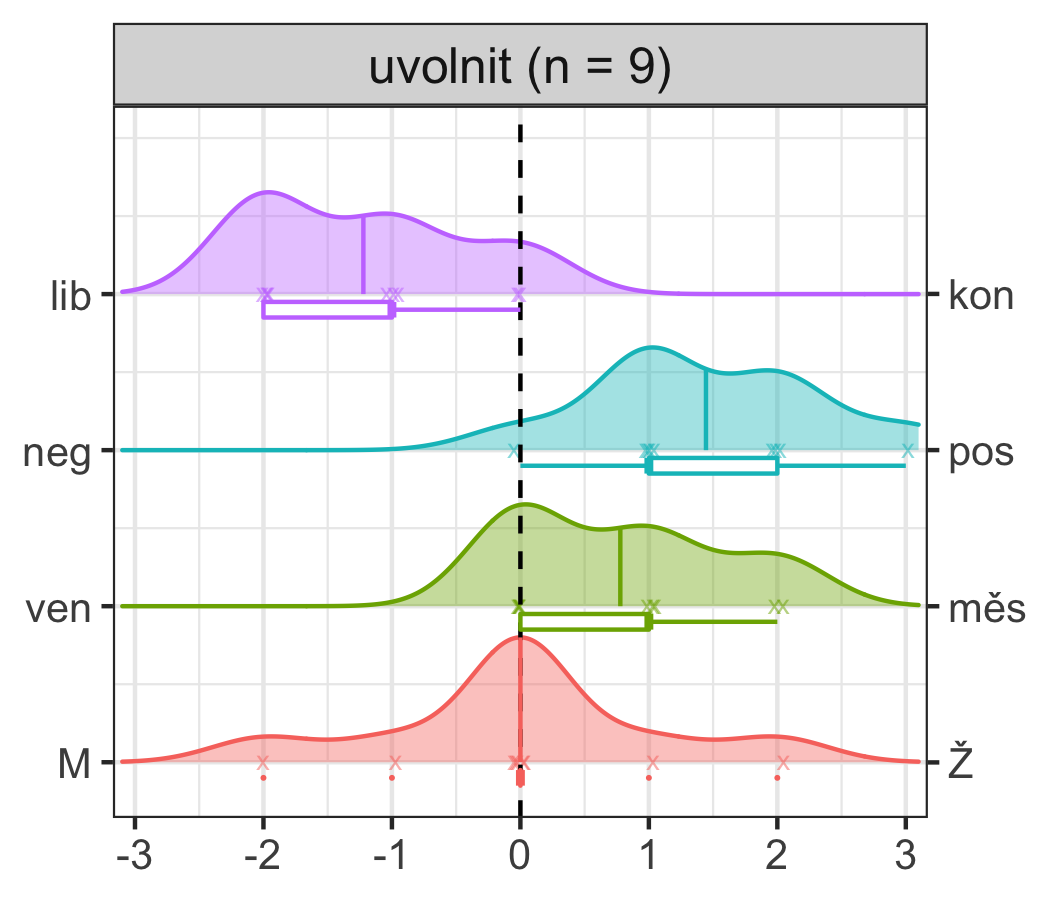 uvolnit (n = 9)
lib kon
neg pos
ven měs
M Ž
-3 -2 -1 0 1 2 3